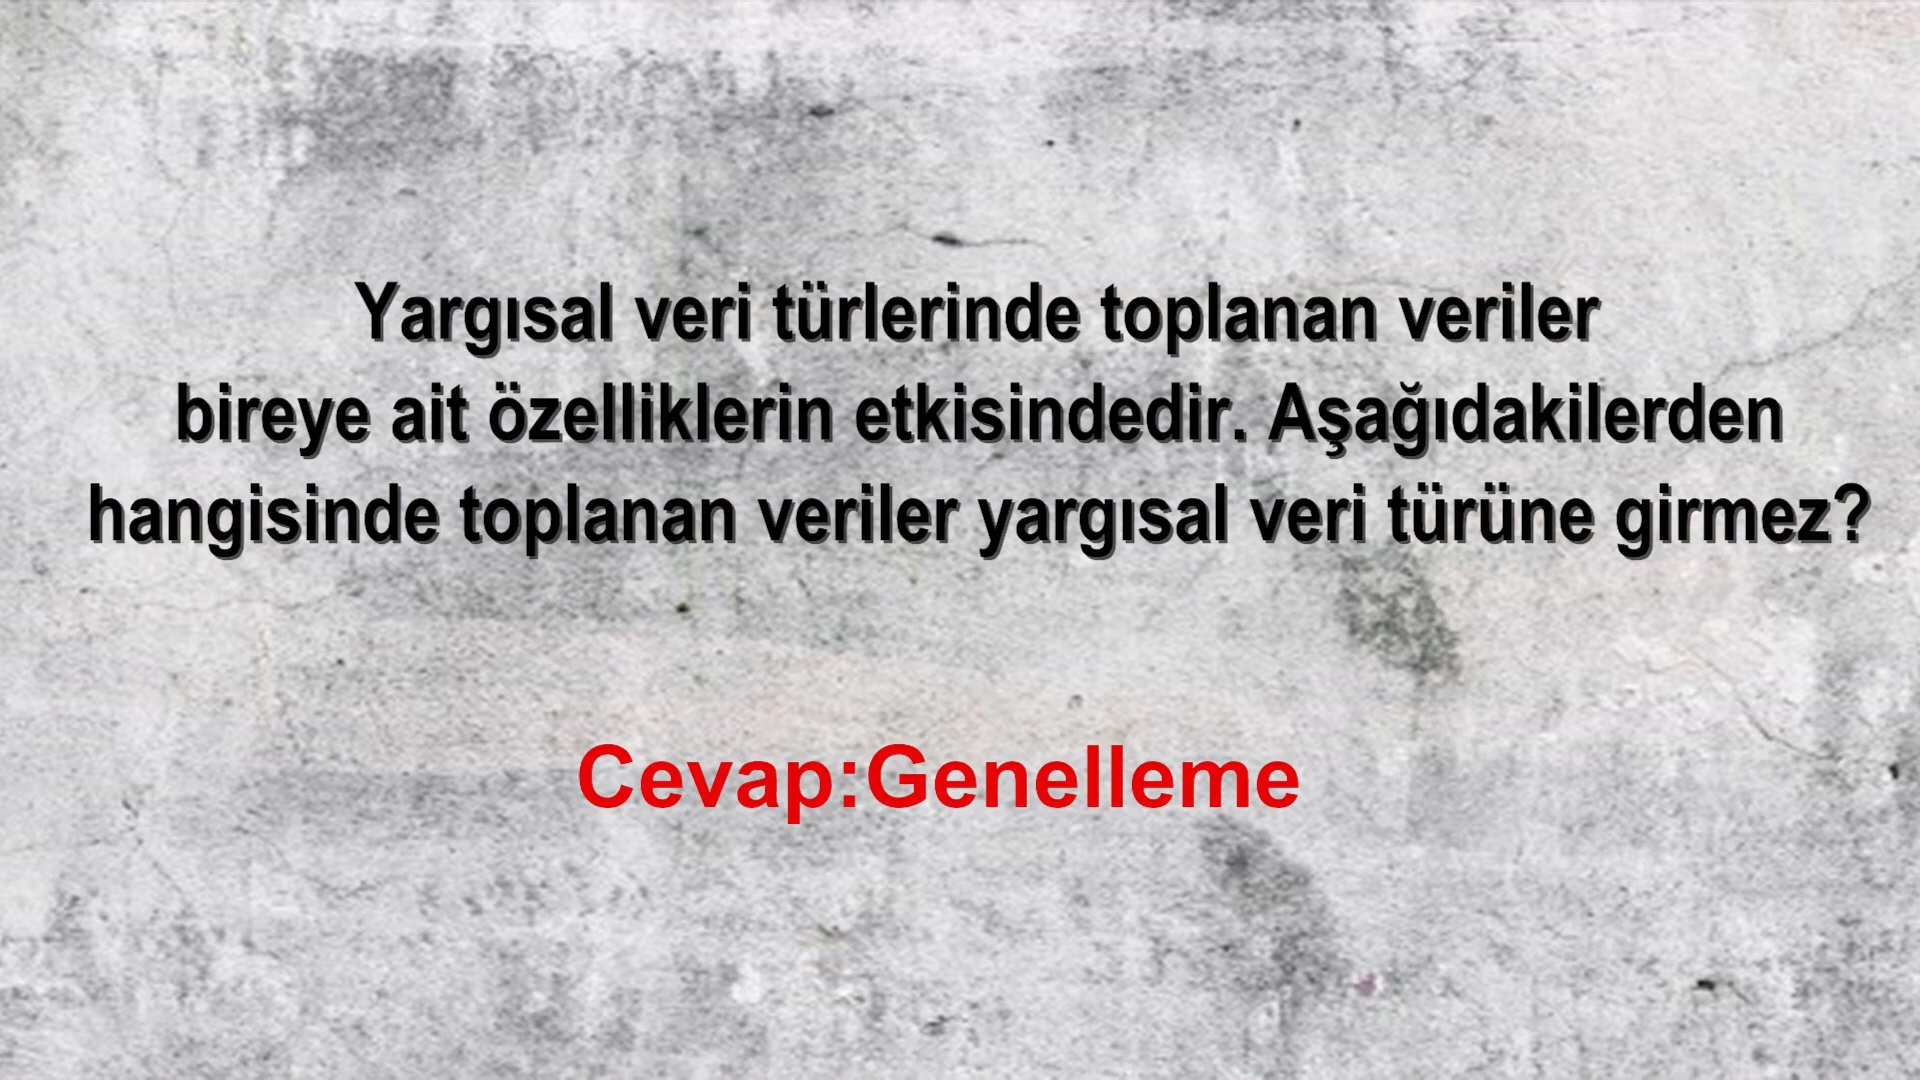 Yargısal veri türlerinde toplanan veriler
bireye ait özelliklerin etkisindedir. Aşağıdakilerden
hangisinde toplanan veriler yargısal veri türüne girmez?
Cevap:Genelleme